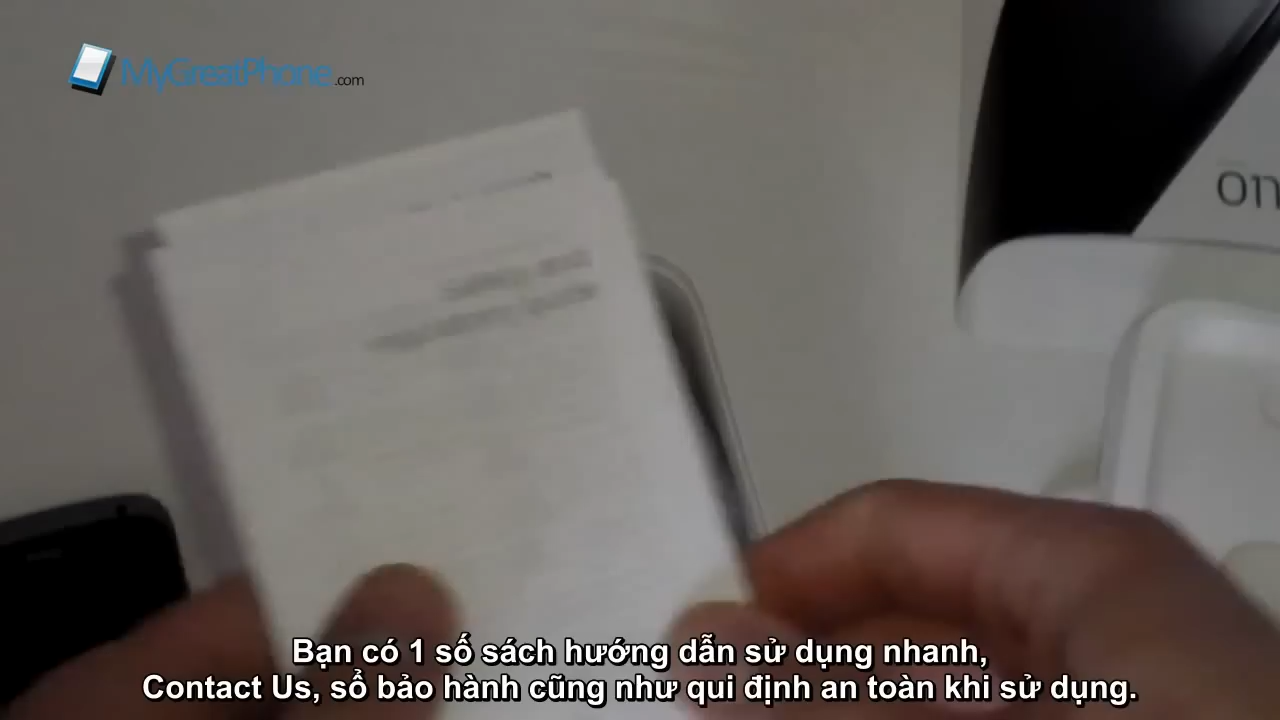 MyGreatPhone.com
on
Bạn có 1 số sách hướng dẫn sử dụng nhanh,
Contact Us, sổ bảo hành cũng như qui định an toàn khi sử dụng.